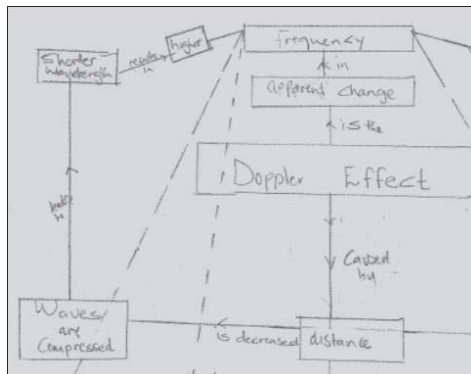 higher
Frequency
Shorter
Wavelength
results
in
in
apparent change
is the
Doppler Effect
leads
to
Caused
by
Waves
are
Compressed
is decreased
distance